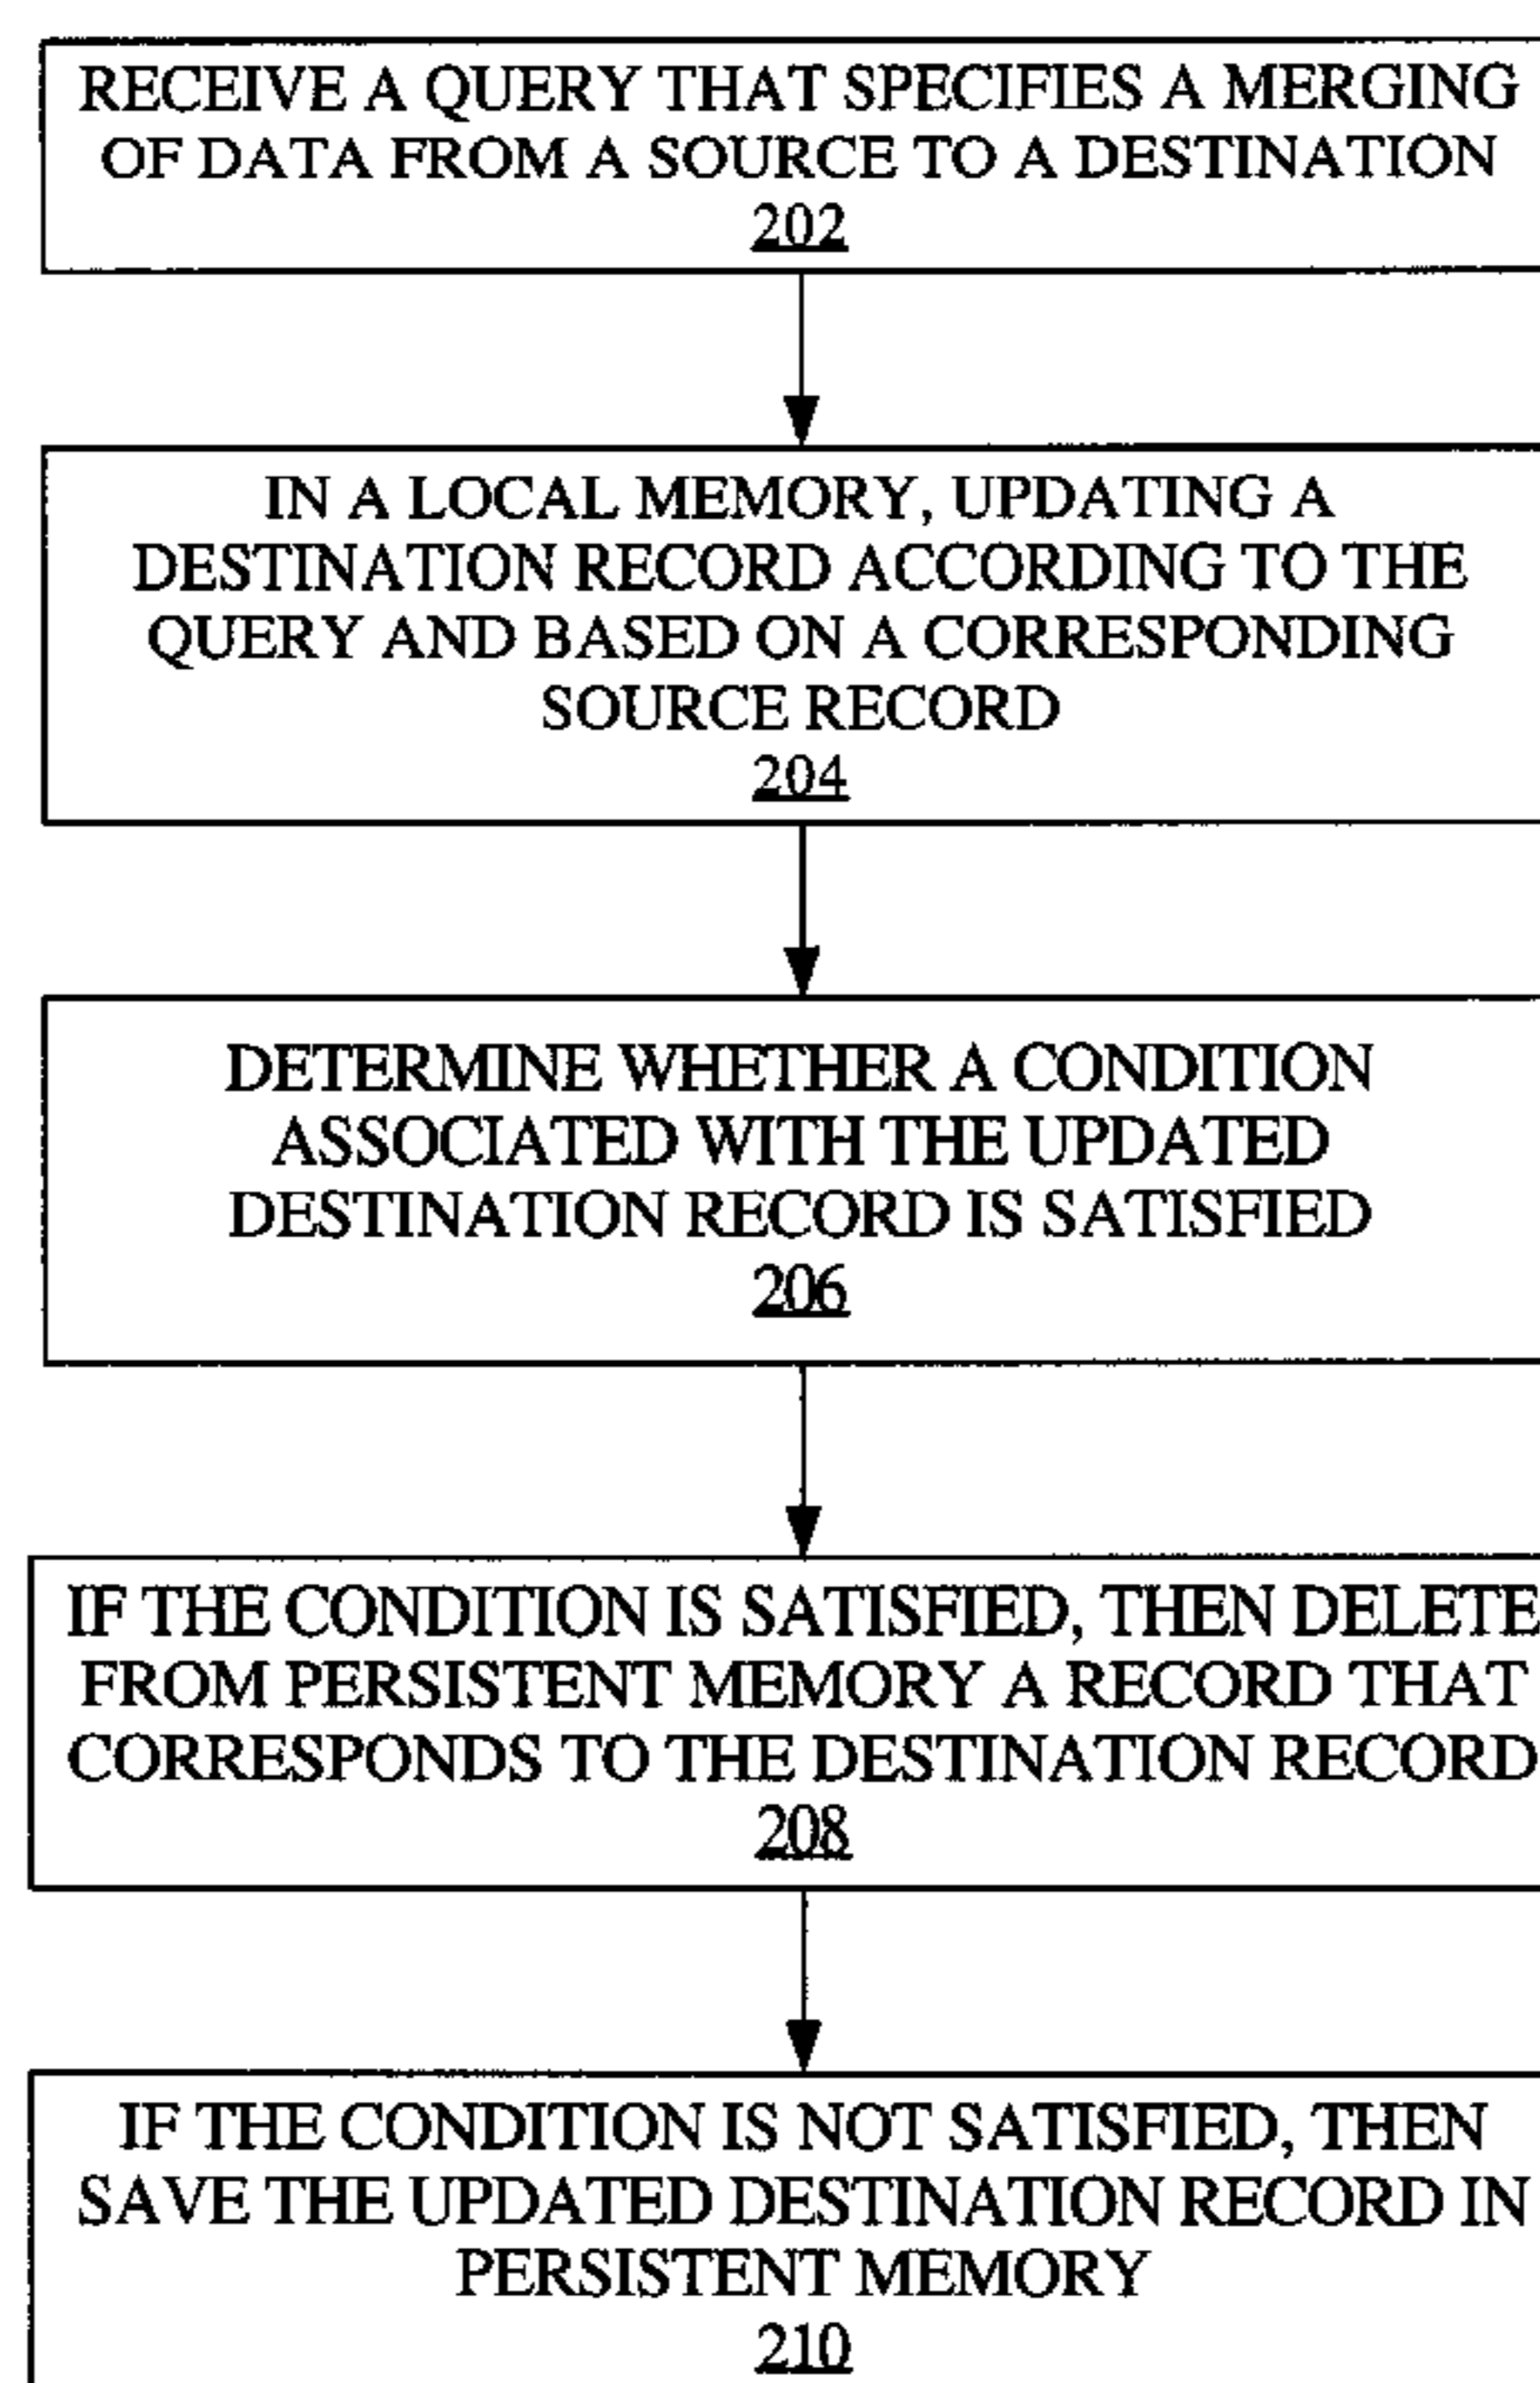 RECEIVE A QUERY THAT SPECIFIES A MERGING
OF DATA FROM A SOURCE TO A DESTINATION
202
IN A LOCAL MEMORY, UPDATING A
DESTINATION RECORD ACCORDING TO THE
QUERY AND BASED ON A CORRESPONDING
SOURCE RECORD
204
DETERMINE WHETHER A CONDITION
ASSOCIATED WITH THE UPDATED
DESTINATION RECORD IS SATISFIED
206
IF THE CONDITION IS SATISFIED, THEN DELETE
FROM PERSISTENT MEMORY A RECORD THAT
CORRESPONDS TO THE DESTINATION RECORD
208
IF THE CONDITION IS NOT SATISFIED, THEN
SAVE THE UPDATED DESTINATION RECORD IN
PERSISTENT MEMORY
210